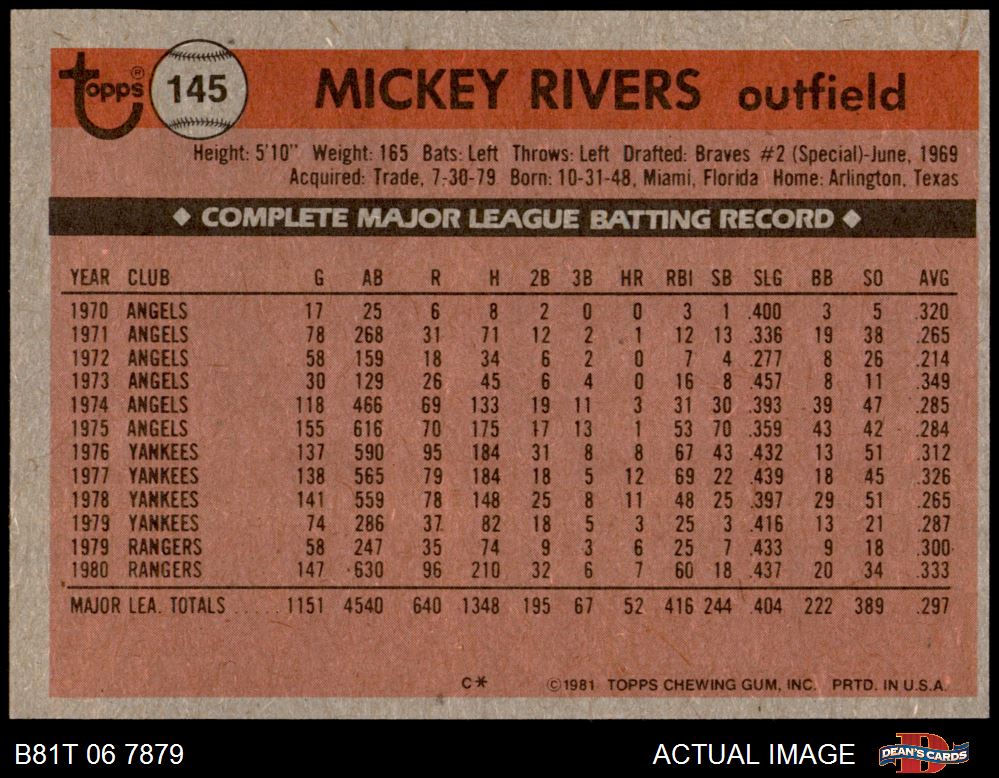 Topps® 145 MICKEY RIVERS outfield
Height: 5'10" Weight: 165 Bats: Left Throws: Left Drafted: Braves #2 (Special)-June, 1969
Acquired: Trade, 7-30-79 Born: 10-31-48, Miami, Florida Home: Arlington, Texas
◆ COMPLETE MAJOR LEAGUE BATTING RECORD ◆
YEAR CLUB G AB R H 2B 3B HR RBI SB SLG BB SO AVG
1970 ANGELS 17 25 6 8 2 0 0 3 1 .400 3 5 .320
1971 ANGELS 78 268 31 71 12 2 1 12 13 .336 19 38 .265
1972 ANGELS 58 159 18 34 6 2 0 7 4 .277 8 26 .214
1973 ANGELS 30 129 26 45 6 4 0 16 8 .457 8 11 .349
1974 ANGELS 118 466 69 133 19 11 3 31 30 .393 39 47 .285
1975 ANGELS 155 616 70 175 17 13 1 53 70 .359 43 42 .284
1976 YANKEES 137 590 95 184 31 8 8 67 43 .432 13 51 .312
1977 YANKEES 138 565 79 184 18 5 12 69 22 .439 18 45 .326
1978 YANKEES 141 559 78 148 25 8 11 48 25 .397 29 51 .265
1979 YANKEES 74 286 37 82 18 5 3 25 3 .416 13 21 .287
1979 RANGERS 58 247 35 74 9 3 6 25 7 .433 9 18 .300
1980 RANGERS 147 630 96 210 32 6 7 60 18 .437 20 34 .333
MAJOR LEA. TOTALS ..... 1151 4540 640 1348 195 67 52 416 244 .404 222 389 .297
C* ©1981 TOPPS CHEWING GUM, INC. PRTD. IN U.S.A.
B81T 06 7879 ACTUAL IMAGE DEAN'S CARDS